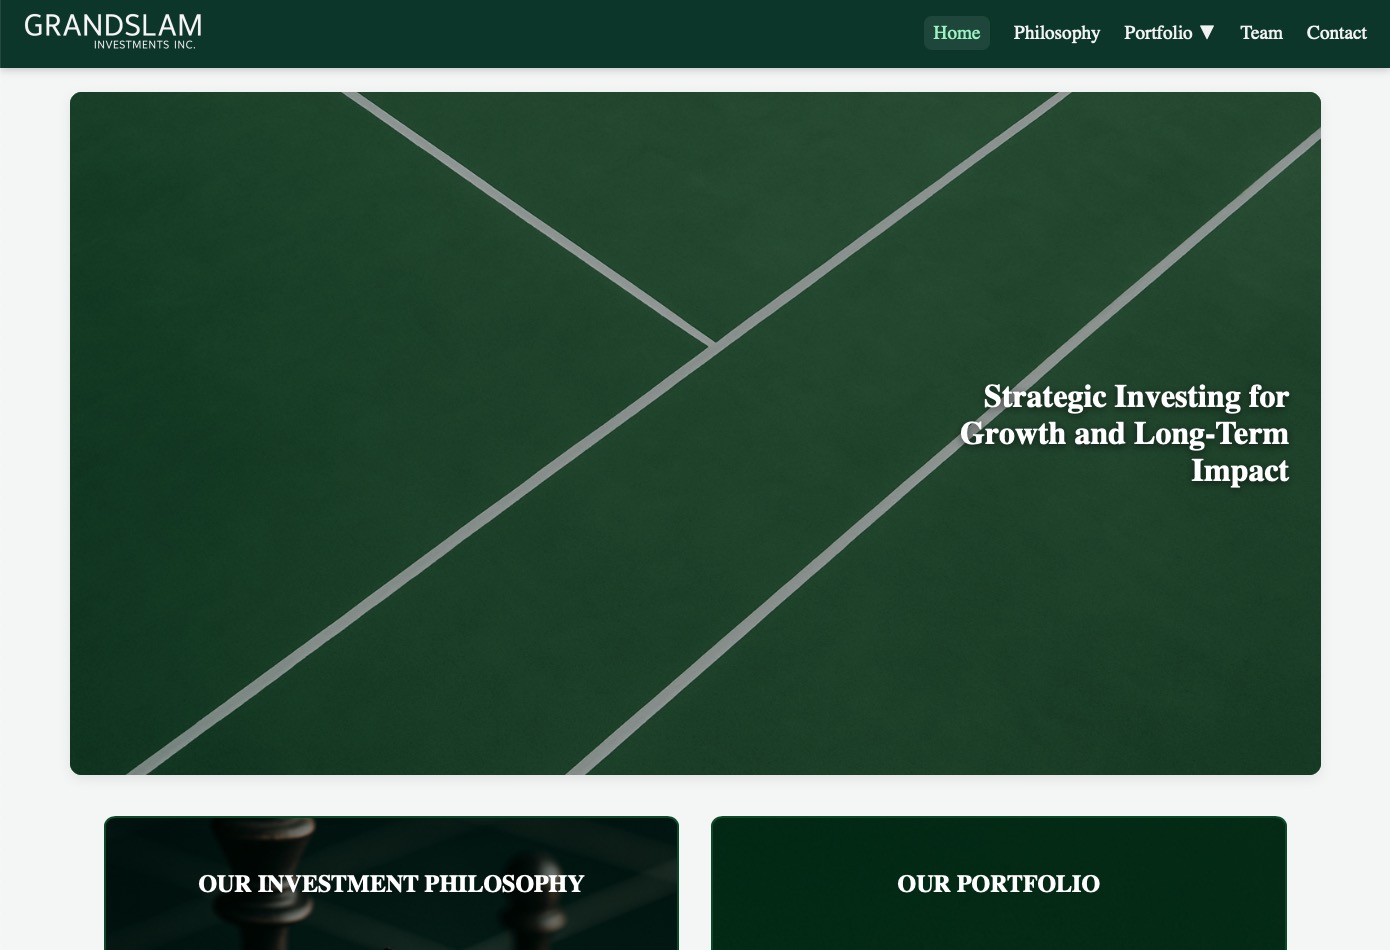 GRANDSLAM
INVESTMENTS INC.
Home Philosophy Portfolio ▼ Team Contact
Strategic Investing for
Growth and Long-Term
Impact
OUR INVESTMENT PHILOSOPHY
OUR PORTFOLIO